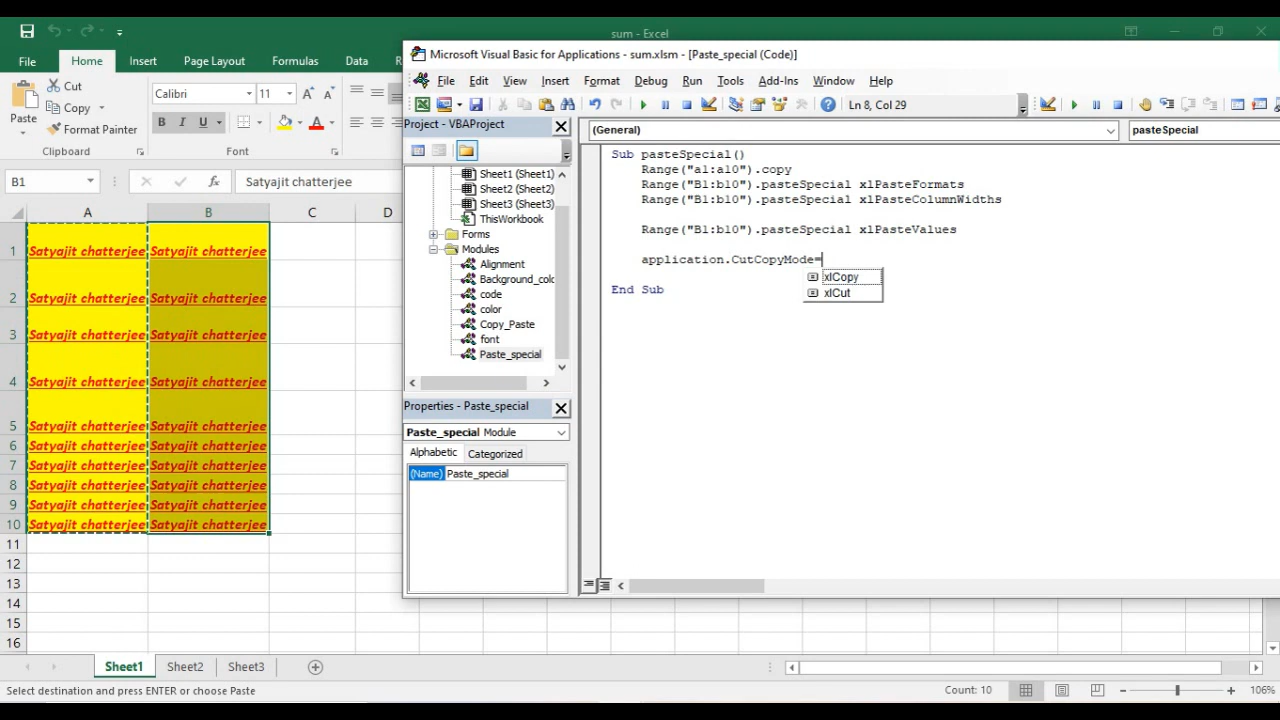 sum - Excel
File Home Insert Page Layout Formulas Data
Cut
Copy
Format Painter
Paste
Calibri 11
B I U
Clipboard Font
B1 fx Satyajit chatterjee
A B C D
1 Satyajit chatterjee Satyajit chatterjee
2 Satyajit chatterjee Satyajit chatterjee
3 Satyajit chatterjee Satyajit chatterjee
4 Satyajit chatterjee Satyajit chatterjee
5 Satyajit chatterjee Satyajit chatterjee
6 Satyajit chatterjee Satyajit chatterjee
7 Satyajit chatterjee Satyajit chatterjee
8 Satyajit chatterjee Satyajit chatterjee
9 Satyajit chatterjee Satyajit chatterjee
10 Satyajit chatterjee Satyajit chatterjee
11
12
13
14
15
16
Microsoft Visual Basic for Applications - sum.xlsm - [Paste_special (Code)]
File Edit View Insert Format Debug Run Tools Add-Ins Window Help
Ln 8, Col 29
Project - VBAProject
Sheet1 (Sheet1)
Sheet2 (Sheet2)
Sheet3 (Sheet3)
ThisWorkbook
Forms
Modules
Alignment
Background_colo
code
color
Copy_Paste
font
Paste_special
Properties - Paste_special
Paste_special Module
Alphabetic Categorized
(Name) Paste_special
(General) pasteSpecial
Sub pasteSpecial()
Range("a1:a10").copy
Range("B1:b10").pasteSpecial xlPasteFormats
Range("B1:b10").pasteSpecial xlPasteColumnWidths
Range("B1:b10").pasteSpecial xlPasteValues
application.CutCopyMode=
xlCopy
xlCut
End Sub
Sheet1 Sheet2 Sheet3
Select destination and press ENTER or choose Paste Count: 10 106%